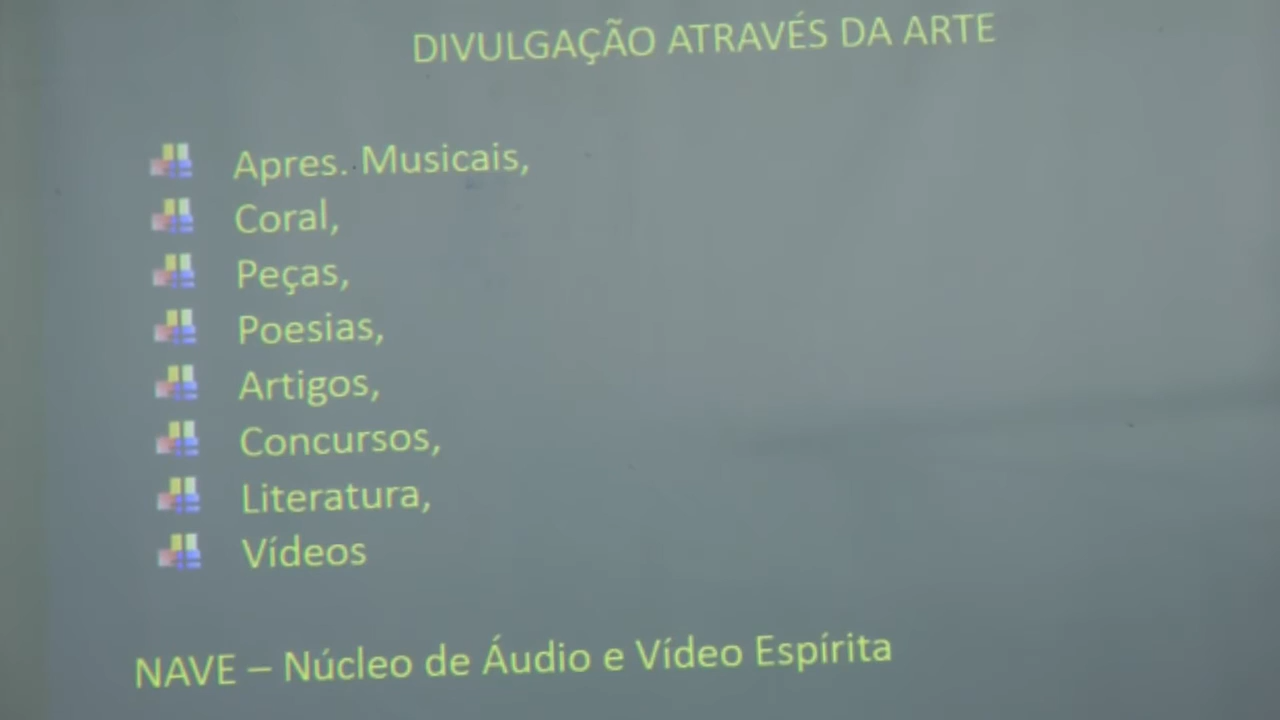 DIVULGAÇÃO ATRAVÉS DA ARTE
Apres. Musicais,
Coral,
Peças,
Poesias,
Artigos,
Concursos,
Literatura,
Vídeos
NAVE – Núcleo de Áudio e Vídeo Espírita